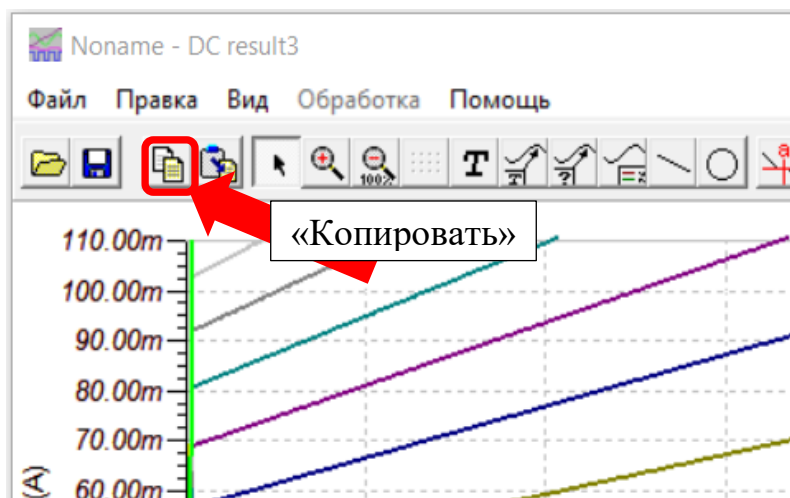 Noname - DC result3
Файл Правка Вид Обработка Помощь
100%
T
T
?
a
«Копировать»
110.00m
100.00m
90.00m
80.00m
70.00m
60.00m
(A)